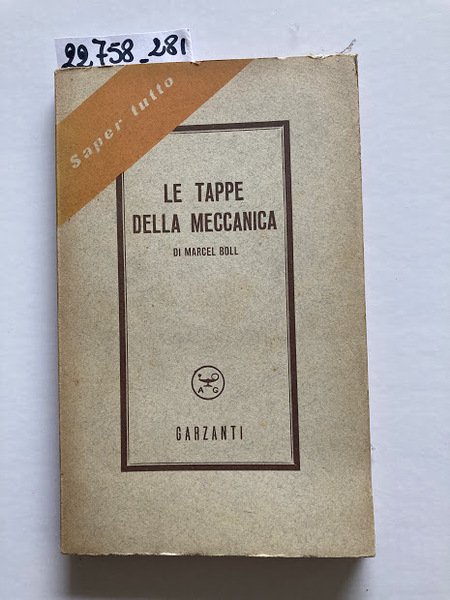 22.758_281
Saper tutto
LE TAPPE
DELLA MECCANICA
DI MARCEL BOLL
A G
GARZANTI